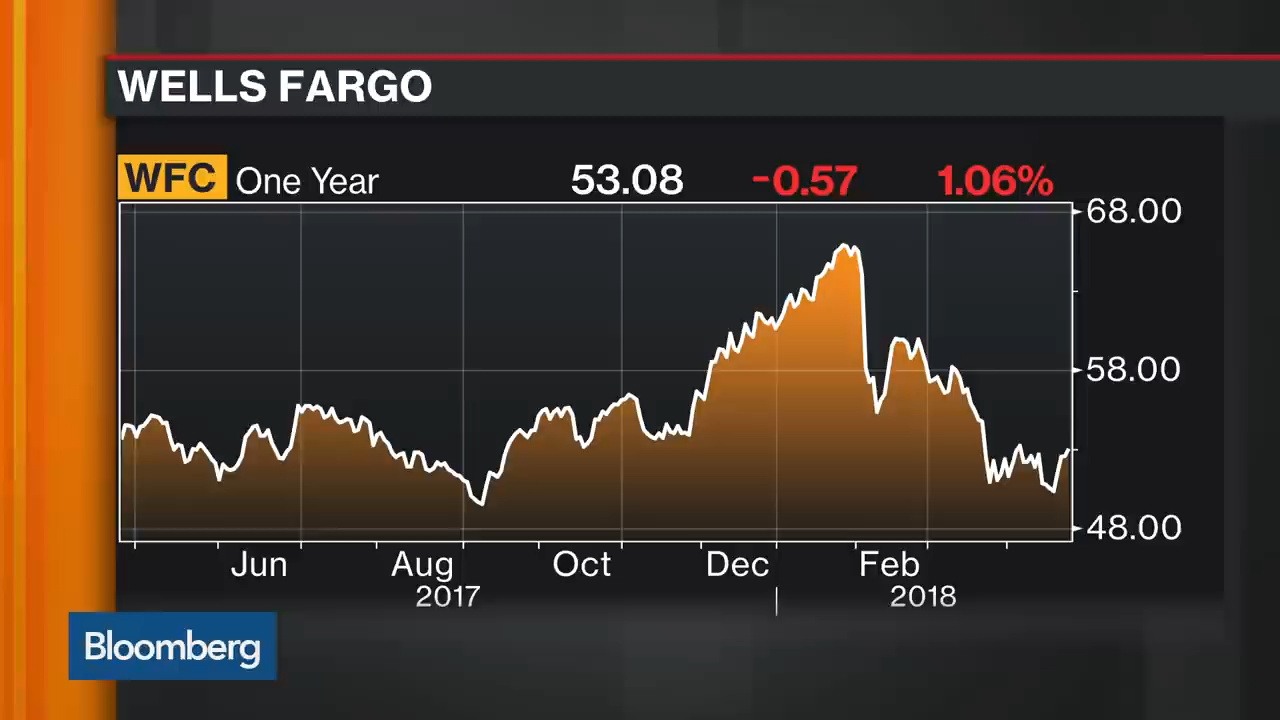 WELLS FARGO
WFC One Year 53.08 -0.57 1.06%
68.00
58.00
48.00
Jun Aug Oct Dec Feb
2017 2018
Bloomberg